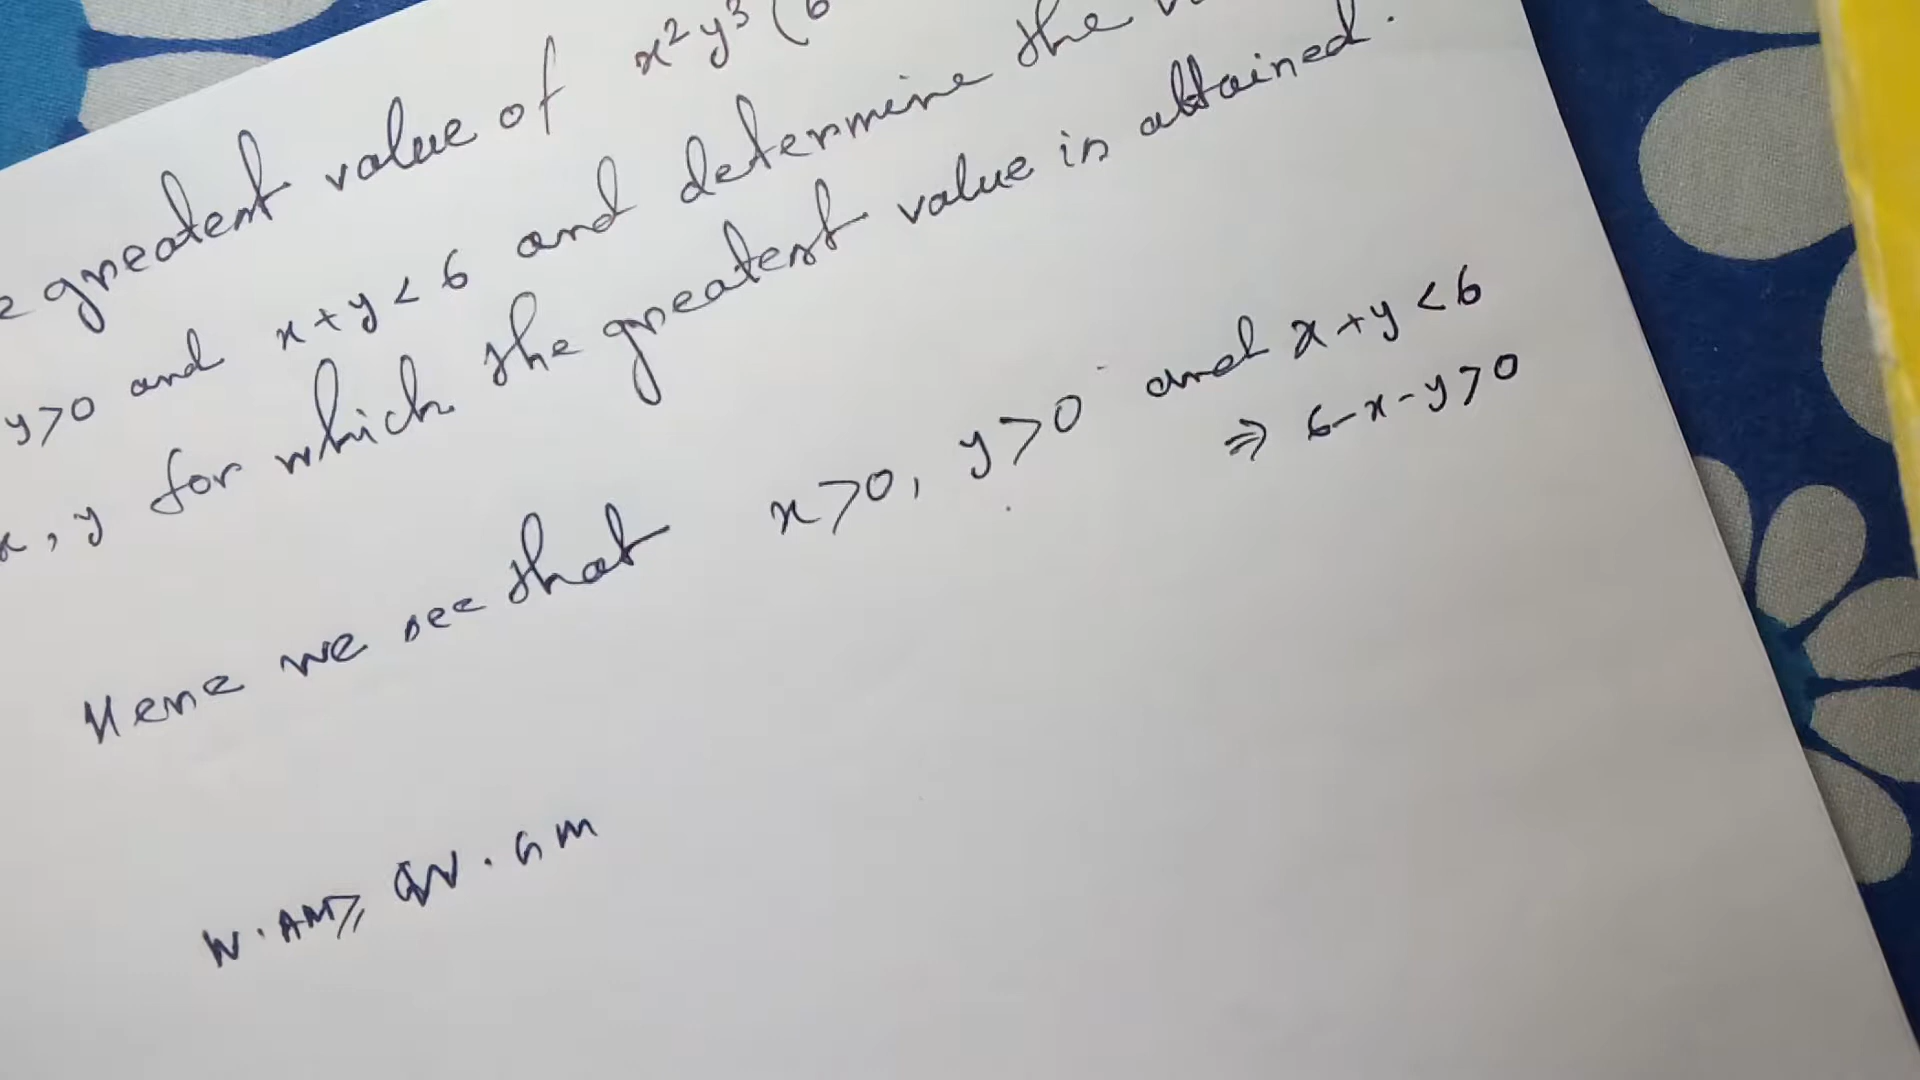 greatest value of x²y³(6
y>0 and x+y<6 and determine the
x, y for which the greatest value is attained.
Here we see that x>0, y>0 and x+y<6
⇒ 6-x-y>0
W.AM≥ W.GM